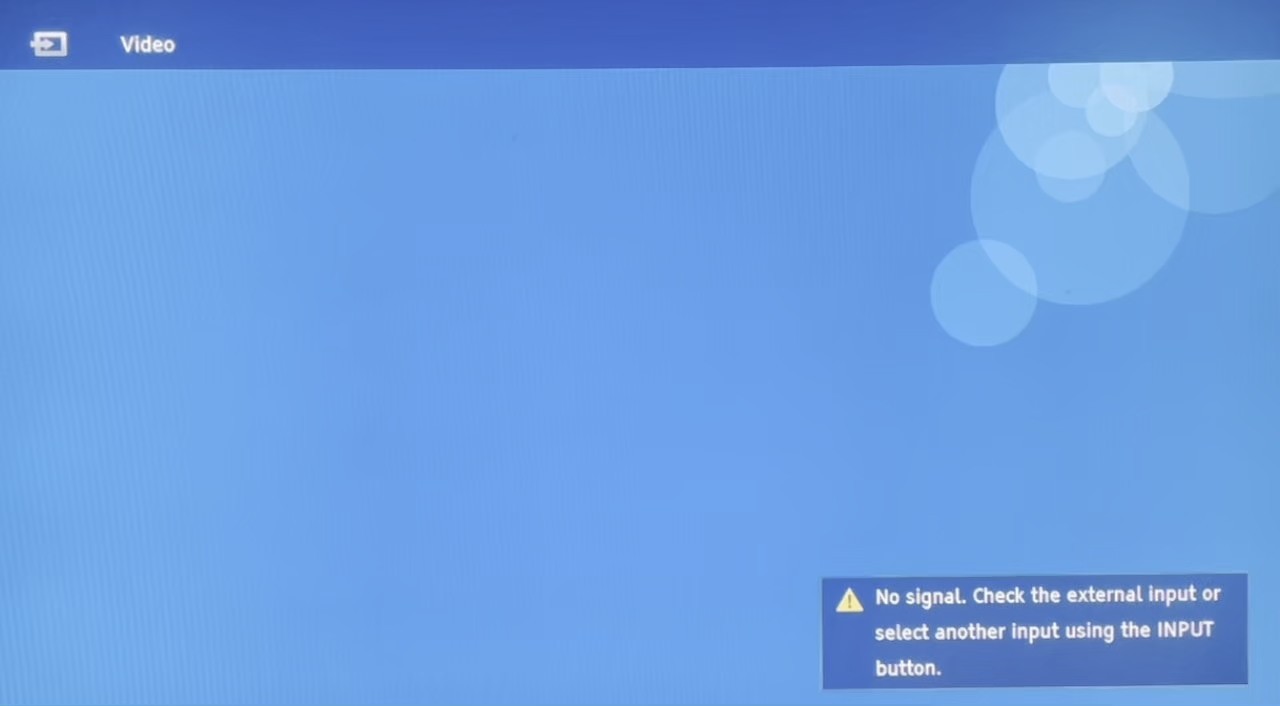 Video
No signal. Check the external input or
select another input using the INPUT
button.